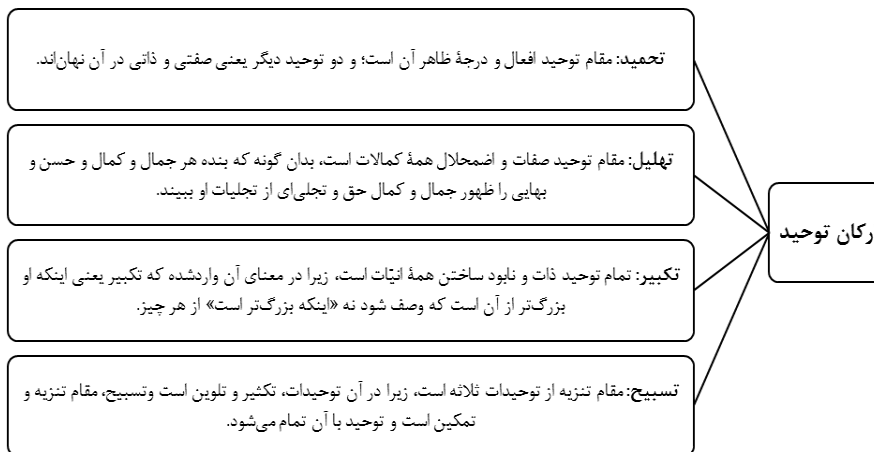 رکان توحید
تحمید: مقام توحید افعال و درجهٔ ظاهر آن است؛ و دو توحید دیگر یعنی صفتی و ذاتی در آن نهان‌اند.
تهلیل: مقام توحید صفات و اضمحلال همهٔ کمالات است، بدان گونه که بنده هر جمال و کمال و حسن و
بهایی را ظهور جمال و کمال حق و تجلی‌ای از تجلیات او ببیند.
تکبیر: تمام توحید ذات و نابود ساختن همهٔ انیّات است، زیرا در معنای آن واردشده که تکبیر یعنی اینکه او
بزرگ‌تر از آن است که وصف شود نه «اینکه بزرگ‌تر است» از هر چیز.
تسبیح: مقام تنزیه از توحیدات ثلاثه است، زیرا در آن توحیدات، تکثیر و تلوین است وتسبیح، مقام تنزیه و
تمکین است و توحید با آن تمام می‌شود.